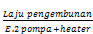 Laju pengembunan
E.2 pompa + heater